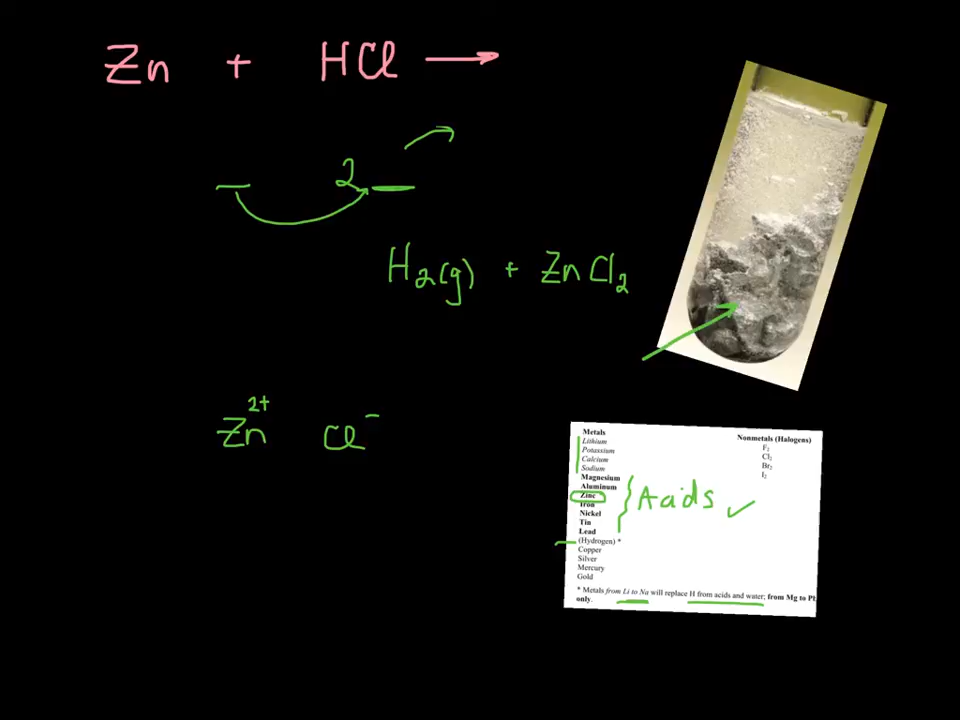 Zn + HCl →
2
H2(g) + ZnCl2
Zn2+ Cl−
Metals
Lithium
Potassium
Calcium
Sodium
Magnesium
Aluminum
Zinc
Iron
Nickel
Tin
Lead
(Hydrogen) *
Copper
Silver
Mercury
Gold
Nonmetals (Halogens)
F2
Cl2
Br2
I2
Acids ✓
* Metals from Li to Na will replace H from acids and water; from Mg to Pb
only.